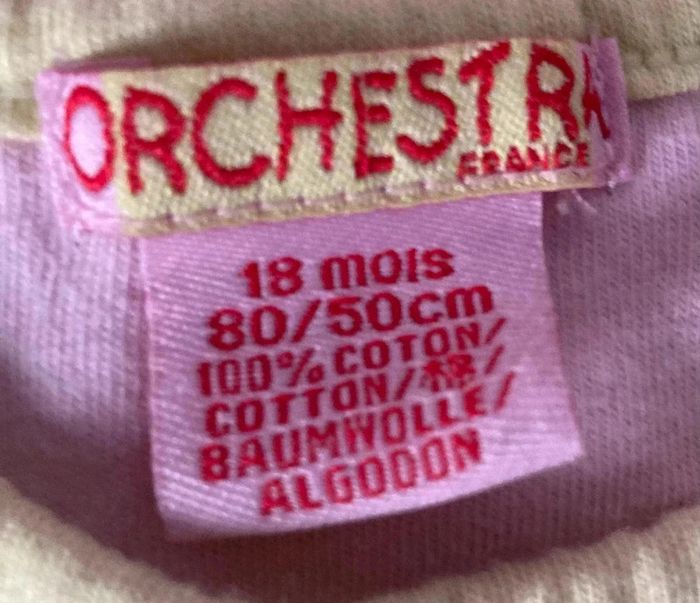 ORCHESTRA
FRANCE
18 mois
80/50cm
100% COTON/
COTTON/棉/
BAUMWOLLE/
ALGODON